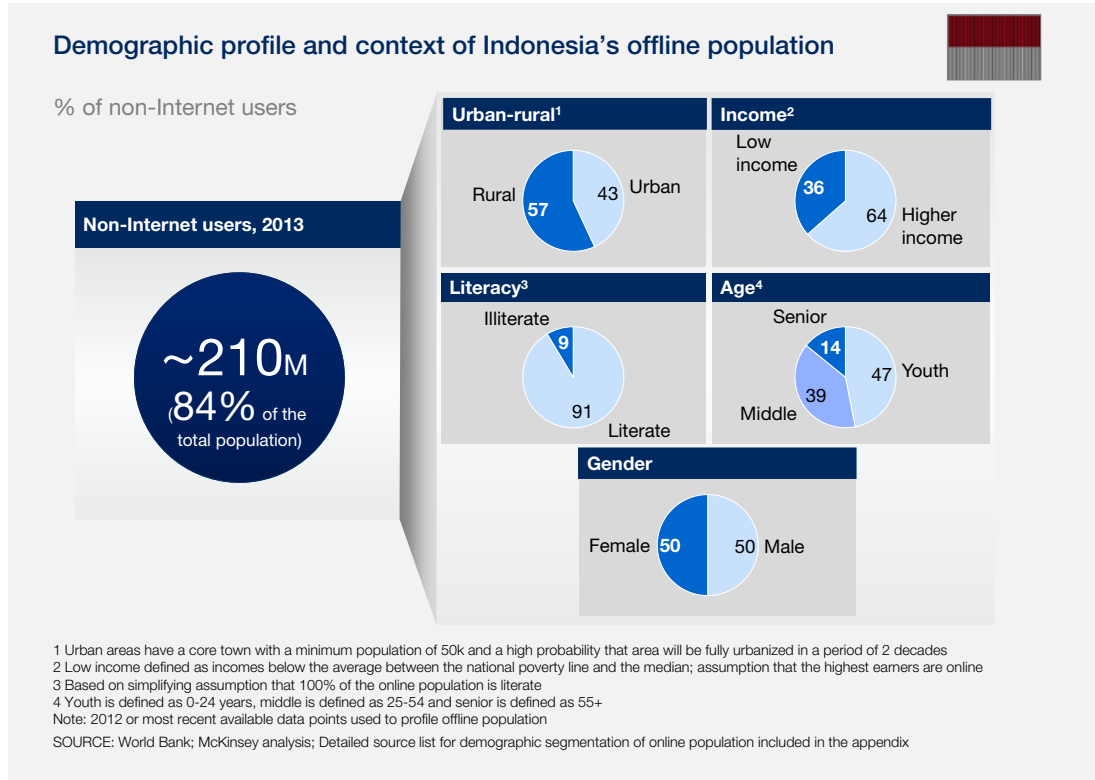 Demographic profile and context of Indonesia's offline population
% of non-Internet users
Non-Internet users, 2013
~210M
(84% of the
total population)
Urban-rural¹
Rural
57
43
Urban
Income²
Low
income
36
64
Higher
income
Literacy³
Illiterate
9
91
Literate
Age⁴
Senior
14
47
Youth
39
Middle
Gender
Female
50
50
Male
1 Urban areas have a core town with a minimum population of 50k and a high probability that area will be fully urbanized in a period of 2 decades
2 Low income defined as incomes below the average between the national poverty line and the median; assumption that the highest earners are online
3 Based on simplifying assumption that 100% of the online population is literate
4 Youth is defined as 0-24 years, middle is defined as 25-54 and senior is defined as 55+
Note: 2012 or most recent available data points used to profile offline population
SOURCE: World Bank; McKinsey analysis; Detailed source list for demographic segmentation of online population included in the appendix